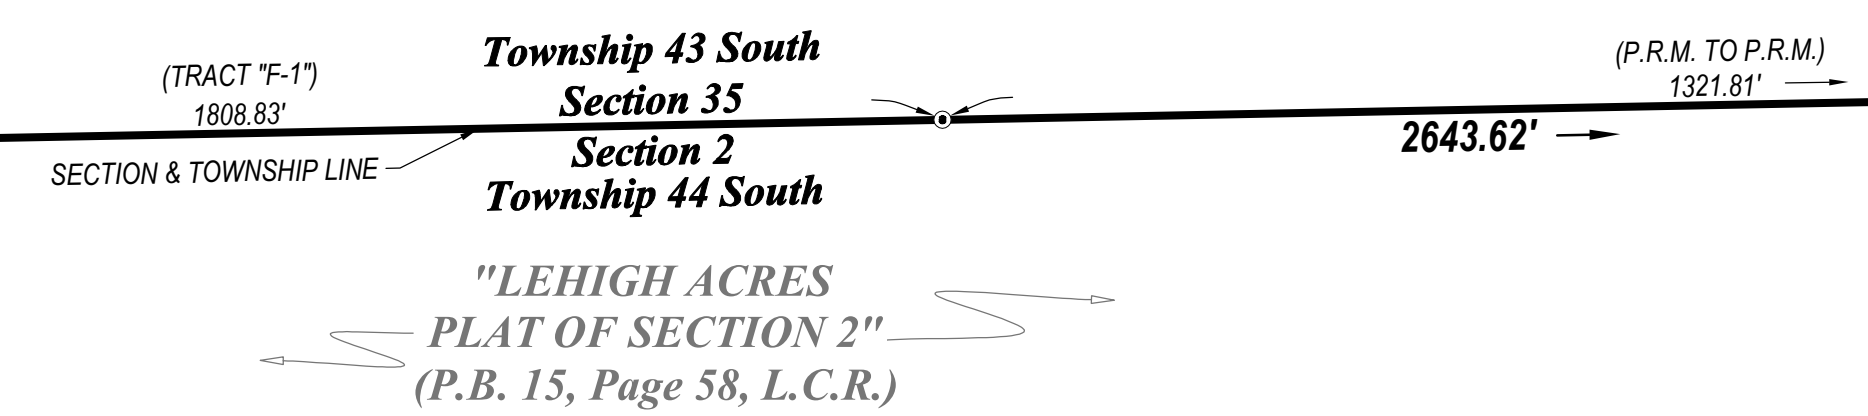 (TRACT "F-1")
1808.83'
Township 43 South
Section 35
(P.R.M. TO P.R.M.)
1321.81'
2643.62'
SECTION & TOWNSHIP LINE
Section 2
Township 44 South
"LEHIGH ACRES
PLAT OF SECTION 2"
(P.B. 15, Page 58, L.C.R.)